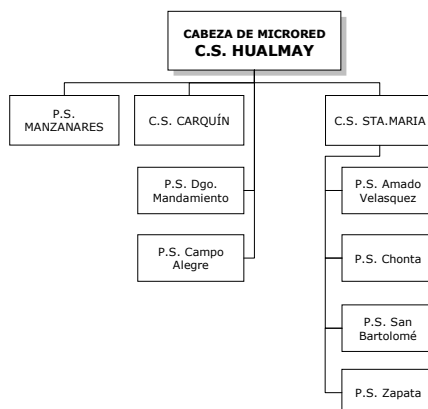 CABEZA DE MICRORED
C.S. HUALMAY
P.S.
MANZANARES
C.S. CARQUÍN
C.S. STA.MARIA
P.S. Dgo.
Mandamiento
P.S. Campo
Alegre
P.S. Amado
Velasquez
P.S. Chonta
P.S. San
Bartolomé
P.S. Zapata